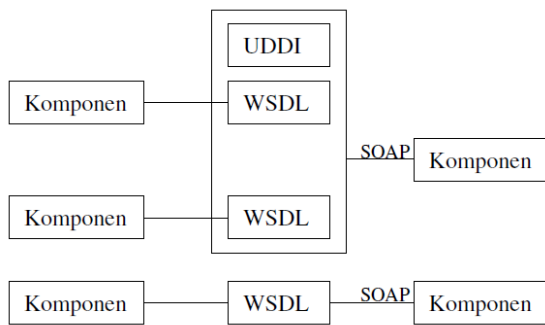 UDDI
Komponen WSDL
SOAP Komponen
Komponen WSDL
Komponen WSDL SOAP Komponen